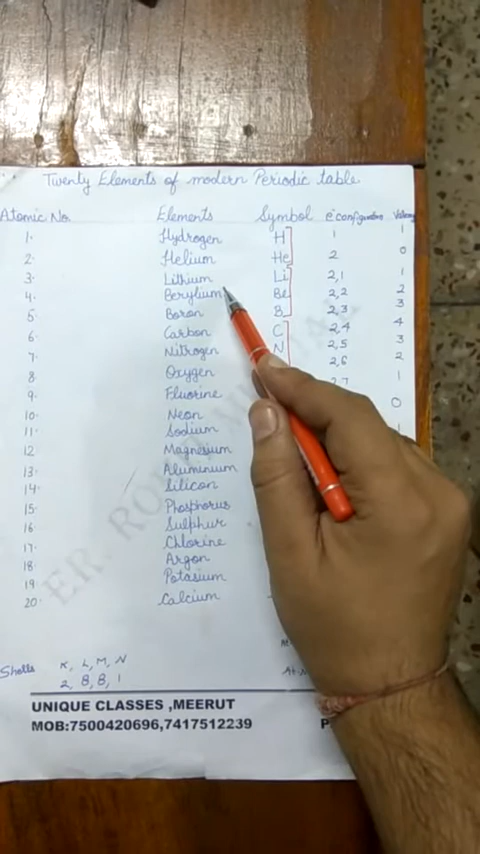 Twenty Elements of modern Periodic table
Atomic No. Elements Symbol e⁻configuration Valency
1. Hydrogen H 1 1
2. Helium He 2 0
3. Lithium Li 2,1 1
4. Berylium Be 2,2 2
5. Boron B 2,3 3
6. Carbon C 2,4 4
7. Nitrogen N 2,5 3
8 Oxygen 2,6 2
9. Fluorine 2,7 1
10. Neon 0
11. Sodium 1
12 Magnesium
13. Aluminium
14. Silicon
15. Phosphorus
16. Sulphur
17. Chlorine
18. Argon
19. Potasium
20. Calcium
Shells K, L, M, N
2, 8, 8, 1
UNIQUE CLASSES ,MEERUT
MOB:7500420696,7417512239